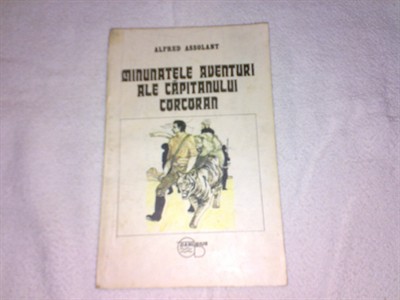 ALFRED ASSOLANT
MINUNATELE AVENTURI
ALE CĂPITANULUI
CORCORAN